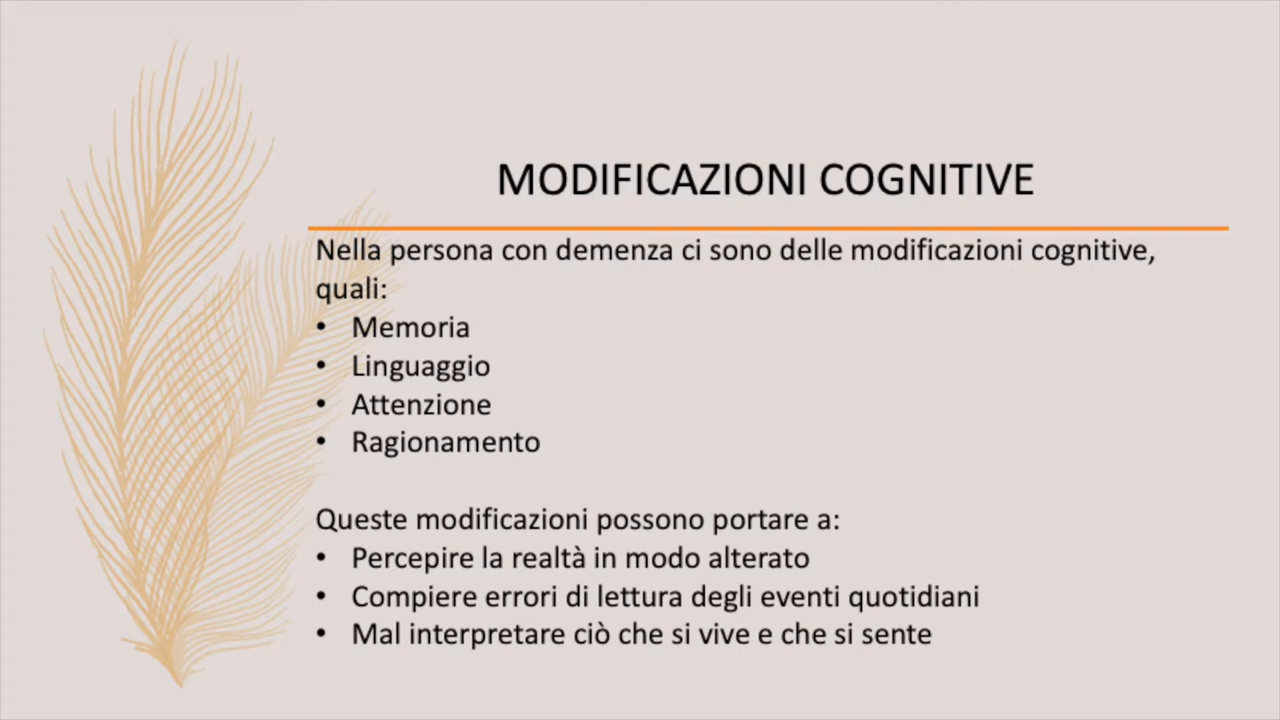 MODIFICAZIONI COGNITIVE
Nella persona con demenza ci sono delle modificazioni cognitive,
quali:
• Memoria
• Linguaggio
• Attenzione
• Ragionamento
Queste modificazioni possono portare a:
• Percepire la realtà in modo alterato
• Compiere errori di lettura degli eventi quotidiani
• Mal interpretare ciò che si vive e che si sente